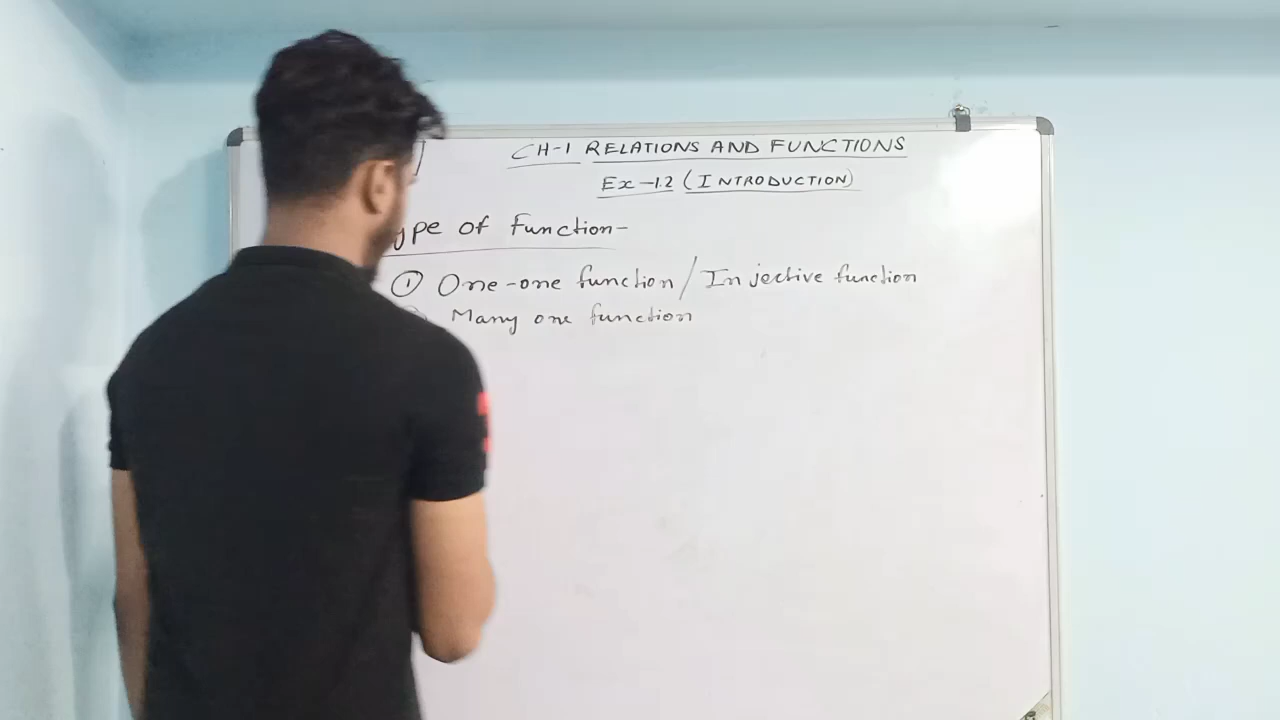 CH-1 RELATIONS AND FUNCTIONS
Ex-1.2 (INTRODUCTION)
of Function-
① One-one function/Injective function
Many one function